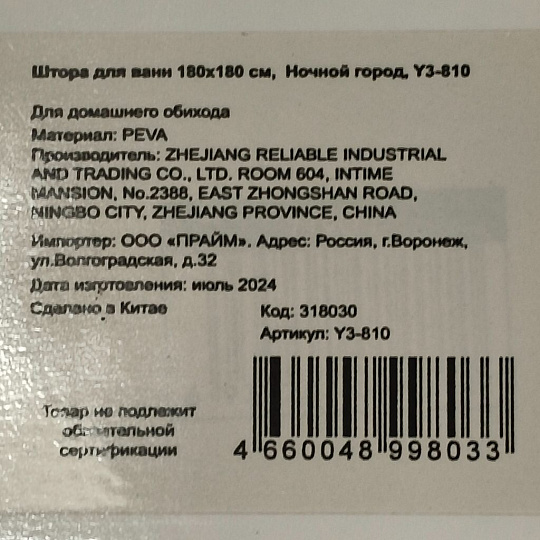 Штора для ванн 180x180 см, Ночной город, Y3-810
Для домашнего обихода
Материал: PEVA
Производитель: ZHEJIANG RELIABLE INDUSTRIAL
AND TRADING CO., LTD. ROOM 604, INTIME
MANSION, No.2388, EAST ZHONGSHAN ROAD,
NINGBO CITY, ZHEJIANG PROVINCE, CHINA
Импортер: ООО «ПРАЙМ». Адрес: Россия, г.Воронеж,
ул.Волгоградская, д.32
Дата изготовления: июль 2024
Сделано в Китае
Код: 318030
Артикул: Y3-810
Товар не подлежит
обязательной
сертификации
4 660048 998033